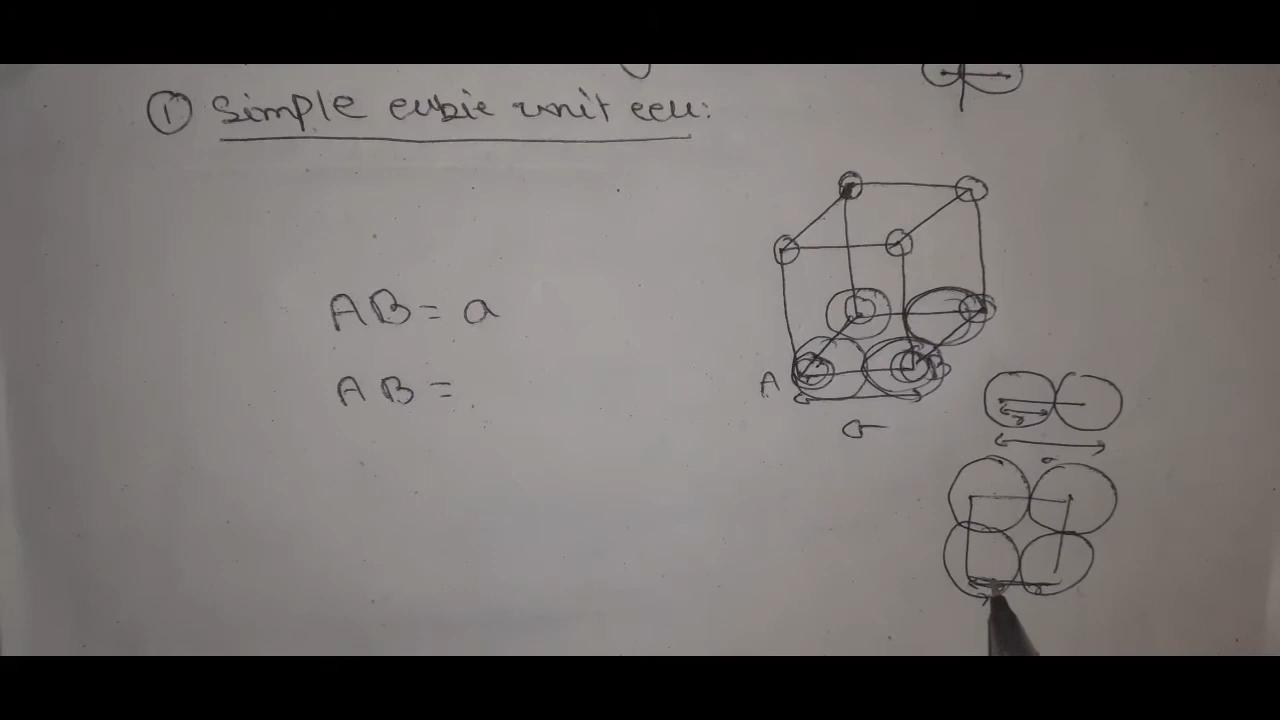 ① Simple cubic unit cell:
AB = a
AB =
A B
a
r
a